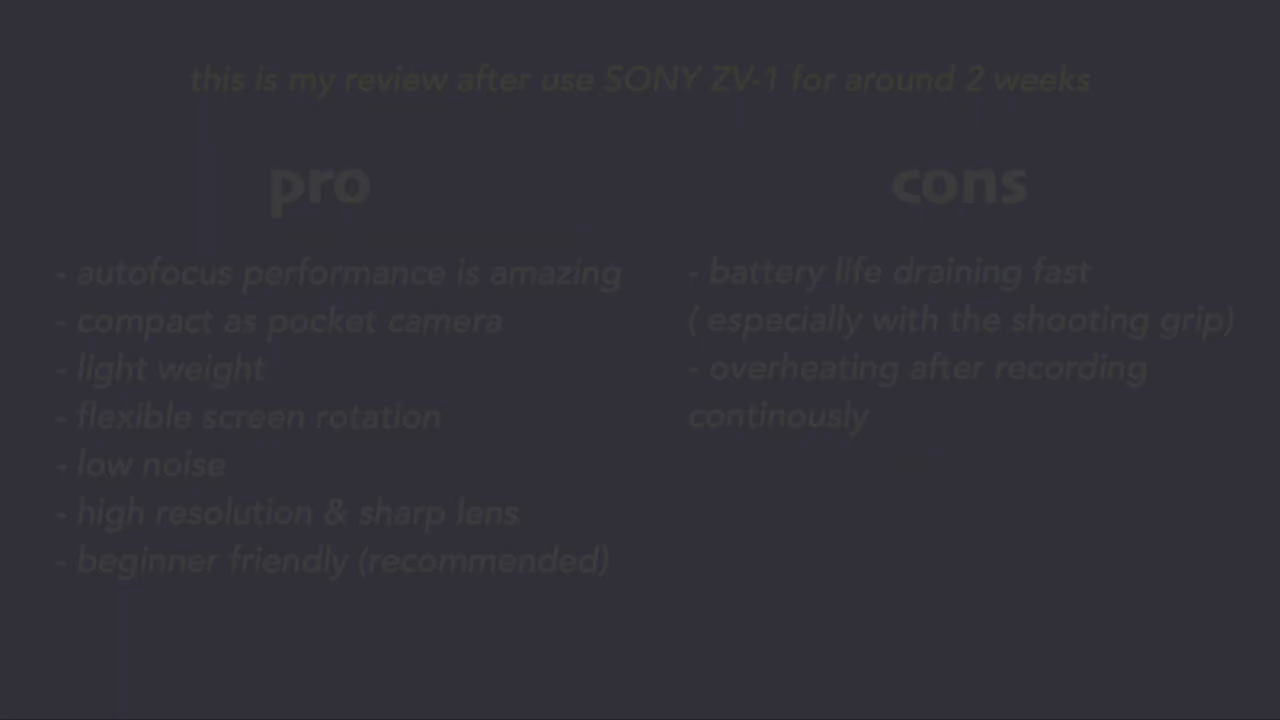 this is my review after use SONY ZV-1 for around 2 weeks
pro
- autofocus performance is amazing
- compact as pocket camera
- light weight
- flexible screen rotation
- low noise
- high resolution & sharp lens
- beginner friendly (recommended)
cons
- battery life draining fast
( especially with the shooting grip)
- overheating after recording
continously